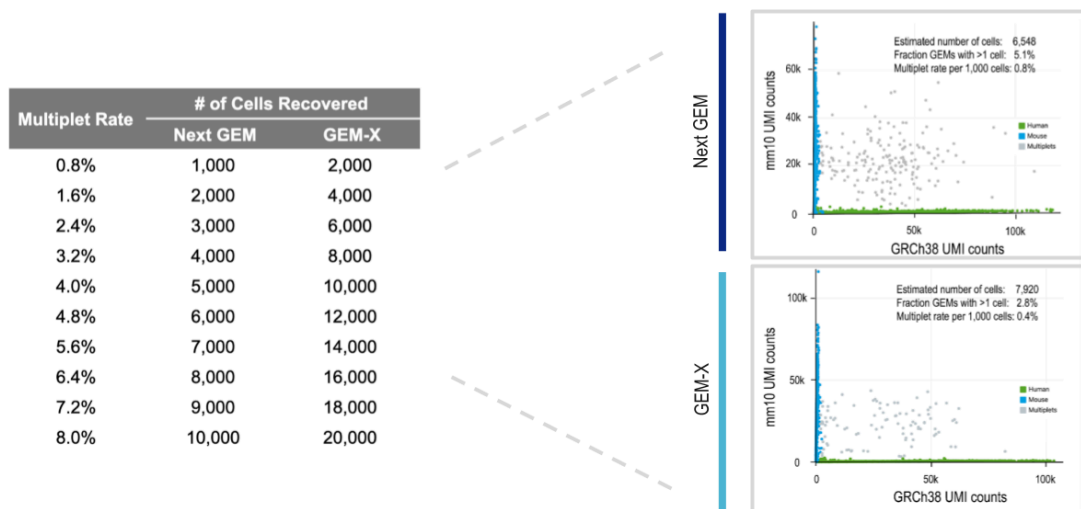 Multiplet Rate
# of Cells Recovered
Next GEM GEM-X
0.8% 1,000 2,000
1.6% 2,000 4,000
2.4% 3,000 6,000
3.2% 4,000 8,000
4.0% 5,000 10,000
4.8% 6,000 12,000
5.6% 7,000 14,000
6.4% 8,000 16,000
7.2% 9,000 18,000
8.0% 10,000 20,000
Next GEM
mm10 UMI counts
60k
40k
20k
0
Estimated number of cells: 6,548
Fraction GEMs with >1 cell: 5.1%
Multiplet rate per 1,000 cells: 0.8%
Human
Mouse
Multiplets
0 50k 100k
GRCh38 UMI counts
GEM-X
mm10 UMI counts
100k
50k
0
Estimated number of cells: 7,920
Fraction GEMs with >1 cell: 2.8%
Multiplet rate per 1,000 cells: 0.4%
Human
Mouse
Multiplets
0 50k 100k
GRCh38 UMI counts